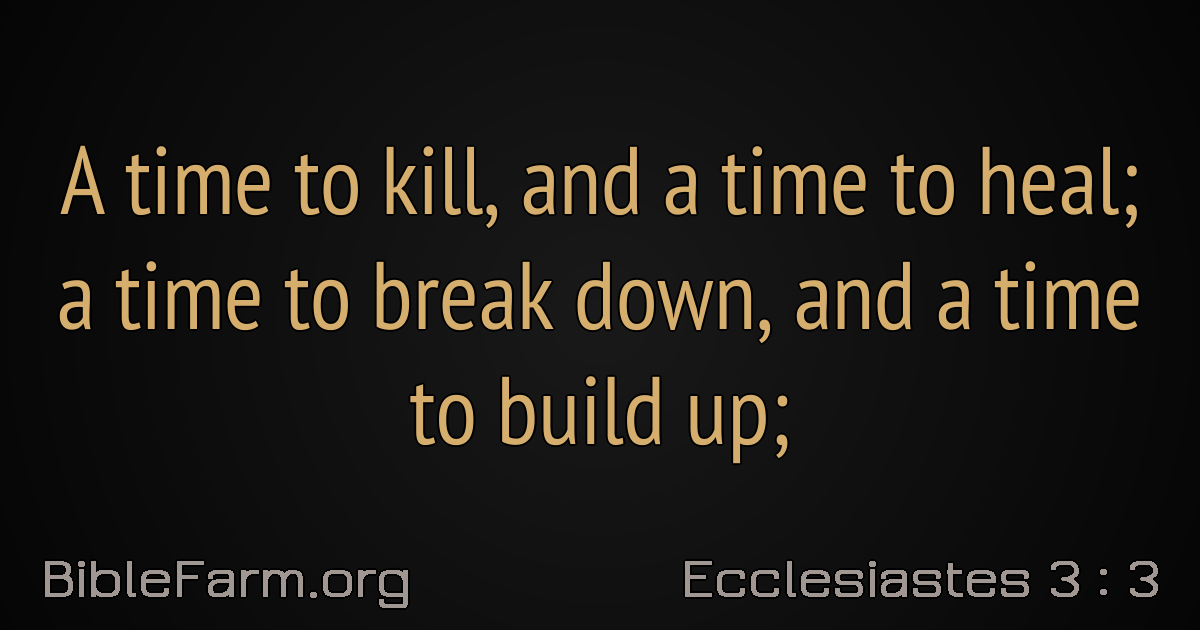 A time to kill, and a time to heal;
a time to break down, and a time
to build up;
BibleFarm.org
Ecclesiastes 3 : 3